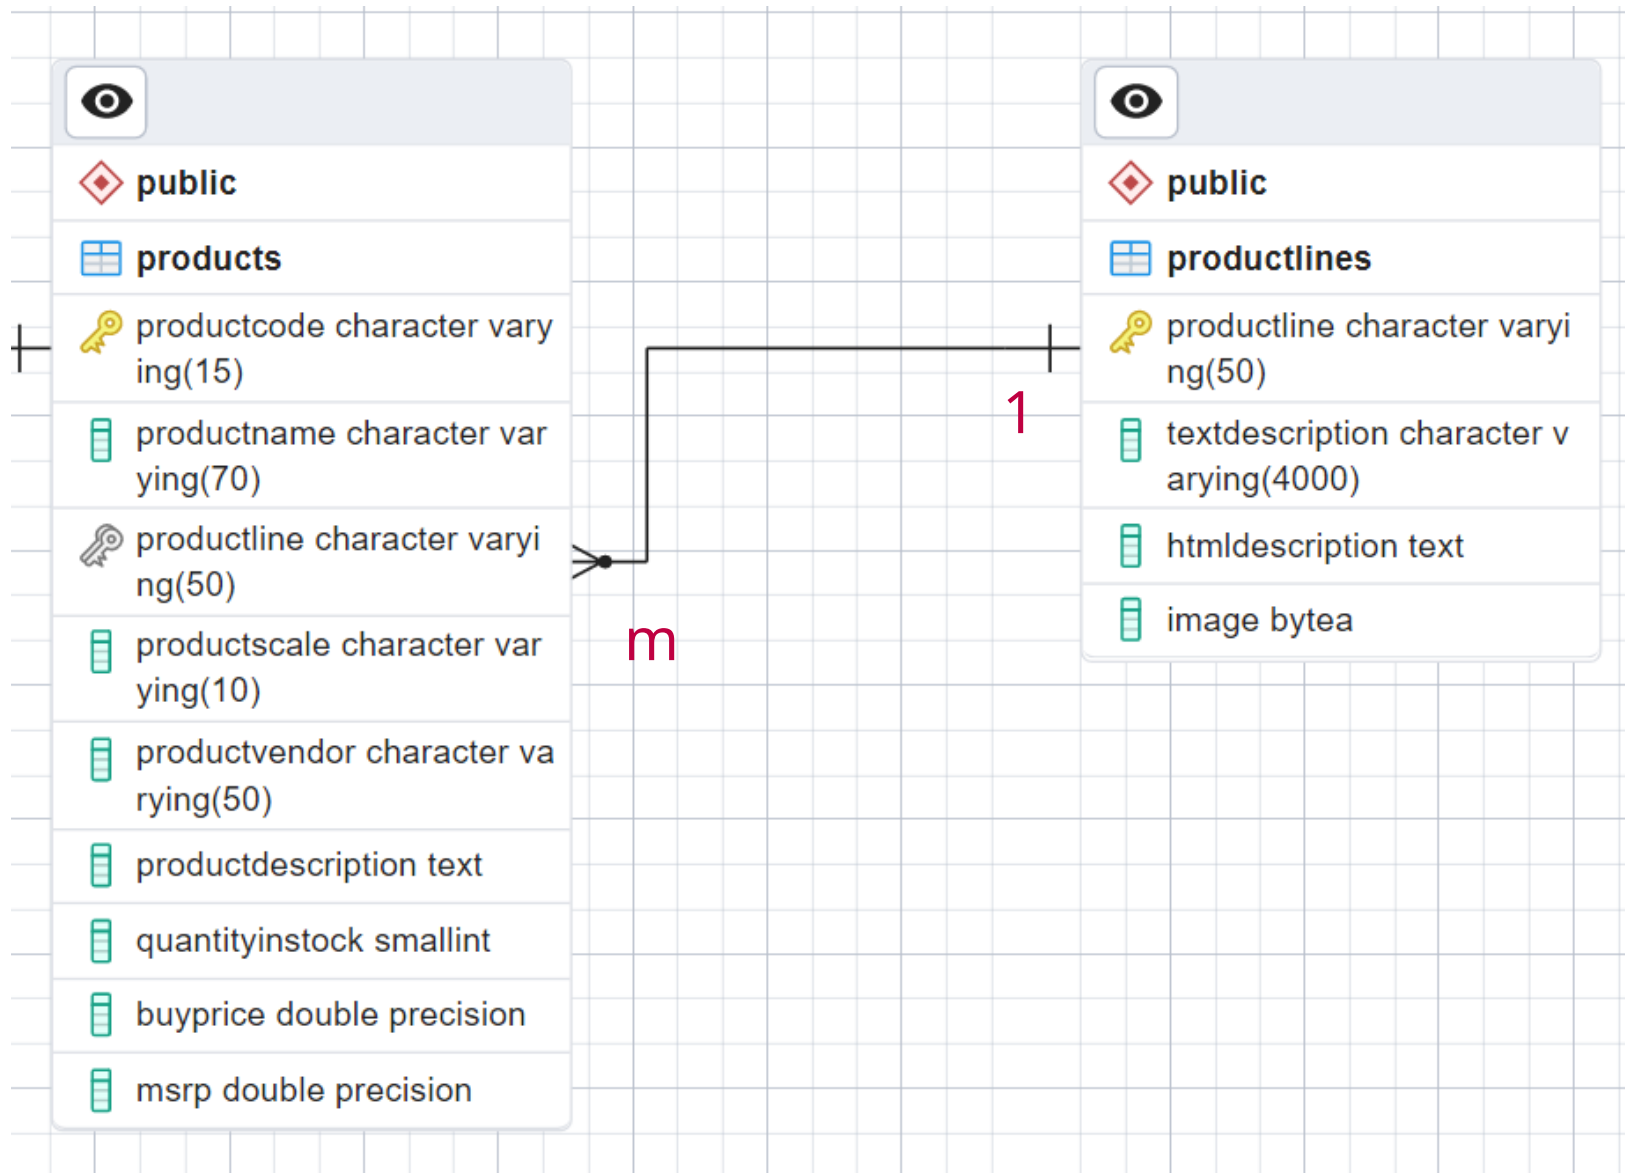 public
products
productcode character vary
ing(15)
productname character var
ying(70)
productline character varyi
ng(50)
productscale character var
ying(10)
productvendor character va
rying(50)
productdescription text
quantityinstock smallint
buyprice double precision
msrp double precision
m
1
public
productlines
productline character varyi
ng(50)
textdescription character v
arying(4000)
htmldescription text
image bytea